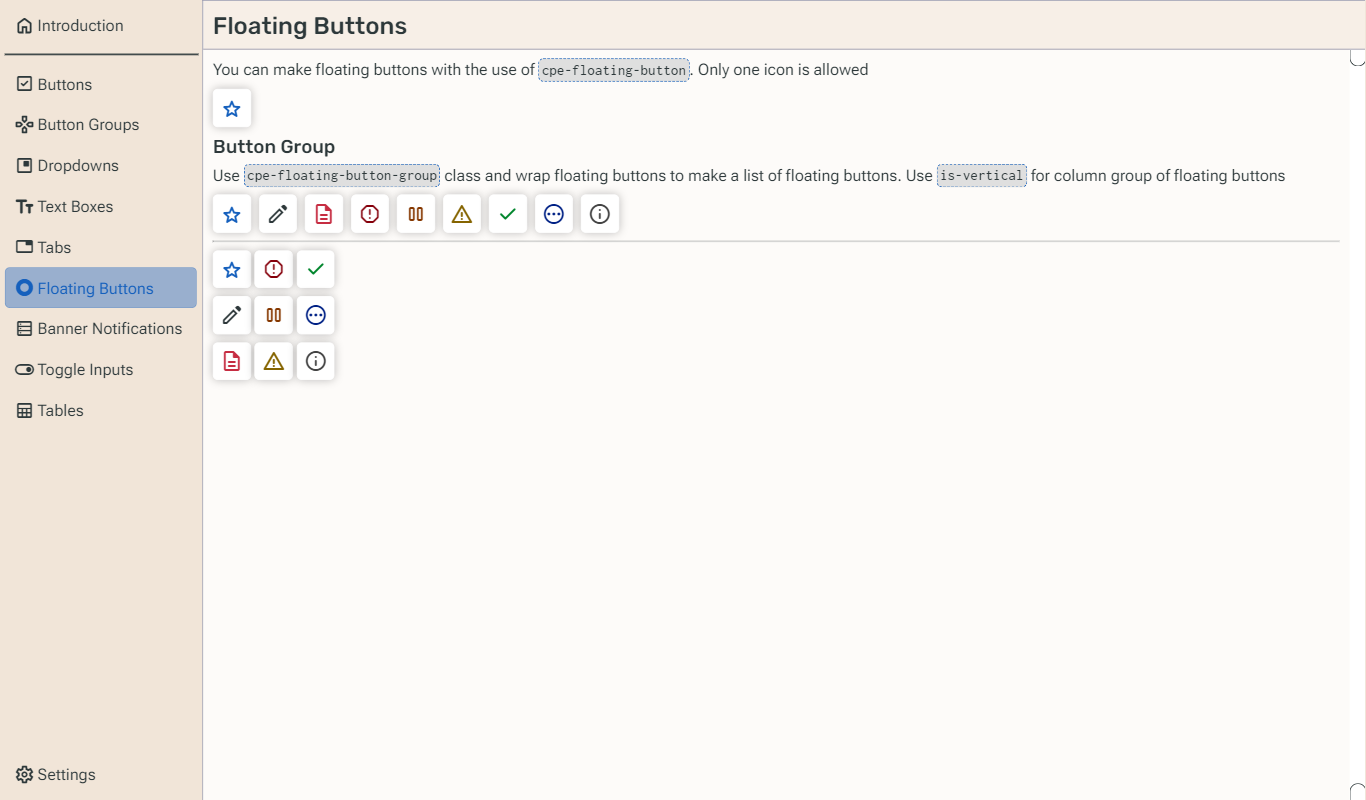 Introduction
Buttons
Button Groups
Dropdowns
Text Boxes
Tabs
Floating Buttons
Banner Notifications
Toggle Inputs
Tables
Settings
Floating Buttons
You can make floating buttons with the use of cpe-floating-button. Only one icon is allowed
Button Group
Use cpe-floating-button-group class and wrap floating buttons to make a list of floating buttons. Use is-vertical for column group of floating buttons